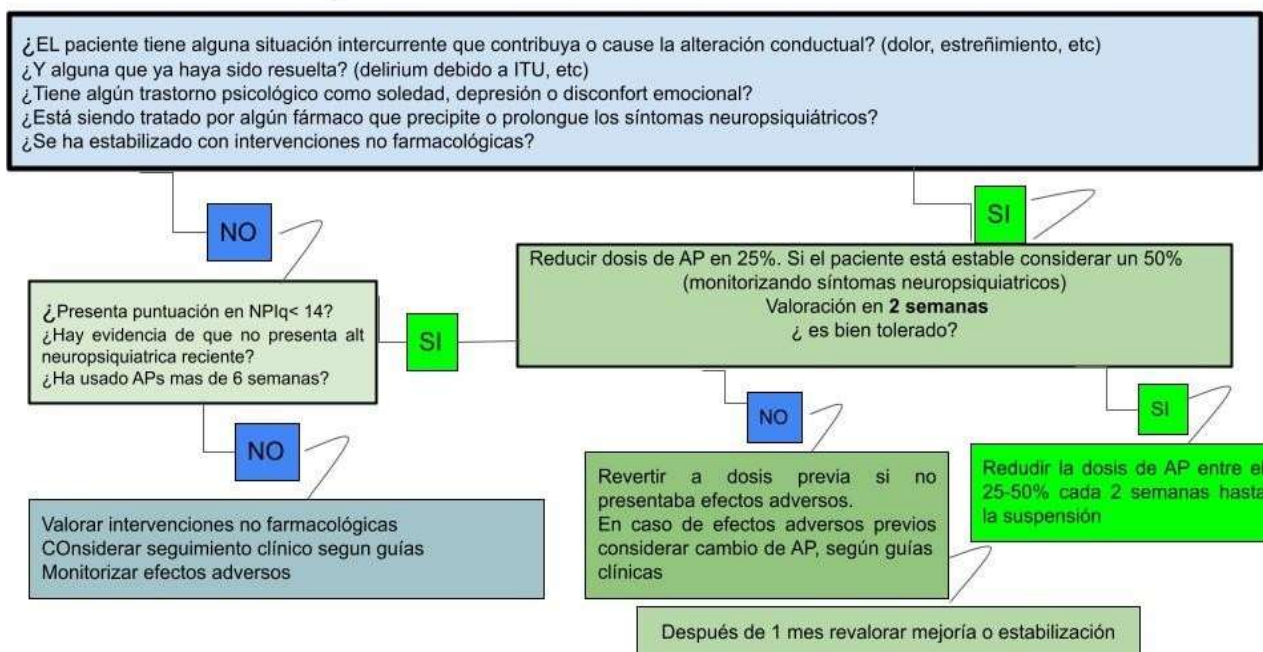 ¿EL paciente tiene alguna situación intercurrente que contribuya o cause la alteración conductual? (dolor, estreñimiento, etc)
¿Y alguna que ya haya sido resuelta? (delirium debido a ITU, etc)
¿Tiene algún trastorno psicológico como soledad, depresión o disconfort emocional?
¿Está siendo tratado por algún fármaco que precipite o prolongue los síntomas neuropsiquiátricos?
¿Se ha estabilizado con intervenciones no farmacológicas?
NO
SI
¿Presenta puntuación en NPIq< 14?
¿Hay evidencia de que no presenta alt
neuropsiquiatrica reciente?
¿Ha usado APs mas de 6 semanas?
SI
Reducir dosis de AP en 25%. Si el paciente está estable considerar un 50%
(monitorizando síntomas neuropsiquiatricos)
Valoración en 2 semanas
¿ es bien tolerado?
NO
NO
SI
Valorar intervenciones no farmacológicas
COnsiderar seguimiento clínico segun guías
Monitorizar efectos adversos
Revertir a dosis previa si no
presentaba efectos adversos.
En caso de efectos adversos previos
considerar cambio de AP, según guías
clínicas
Redudir la dosis de AP entre el
25-50% cada 2 semanas hasta
la suspensión
Después de 1 mes revalorar mejoría o estabilización